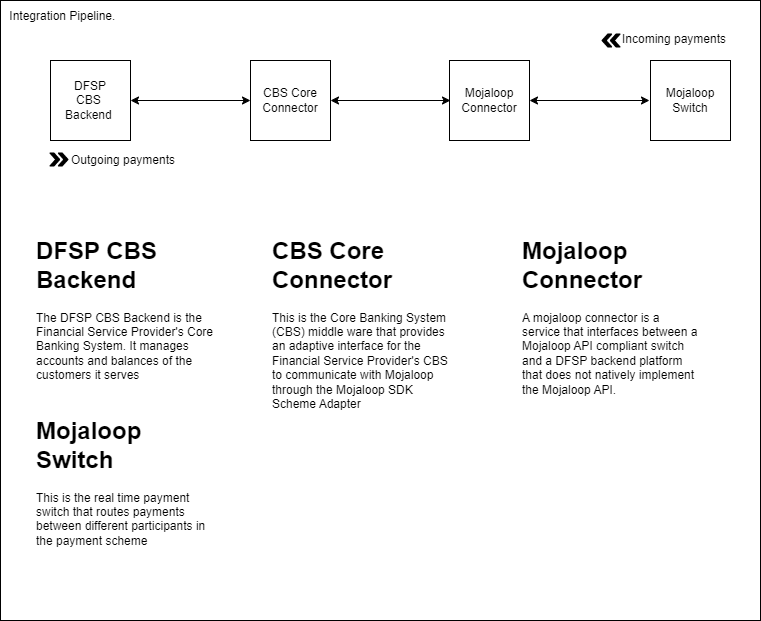 Integration Pipeline.
Incoming payments
DFSP
CBS
Backend
CBS Core
Connector
Mojaloop
Connector
Mojaloop
Switch
Outgoing payments
DFSP CBS
Backend
The DFSP CBS Backend is the
Financial Service Provider's Core
Banking System. It manages
accounts and balances of the
customers it serves
CBS Core
Connector
This is the Core Banking System
(CBS) middle ware that provides
an adaptive interface for the
Financial Service Provider's CBS
to communicate with Mojaloop
through the Mojaloop SDK
Scheme Adapter
Mojaloop
Connector
A mojaloop connector is a
service that interfaces between a
Mojaloop API compliant switch
and a DFSP backend platform
that does not natively implement
the Mojaloop API.
Mojaloop
Switch
This is the real time payment
switch that routes payments
between different participants in
the payment scheme